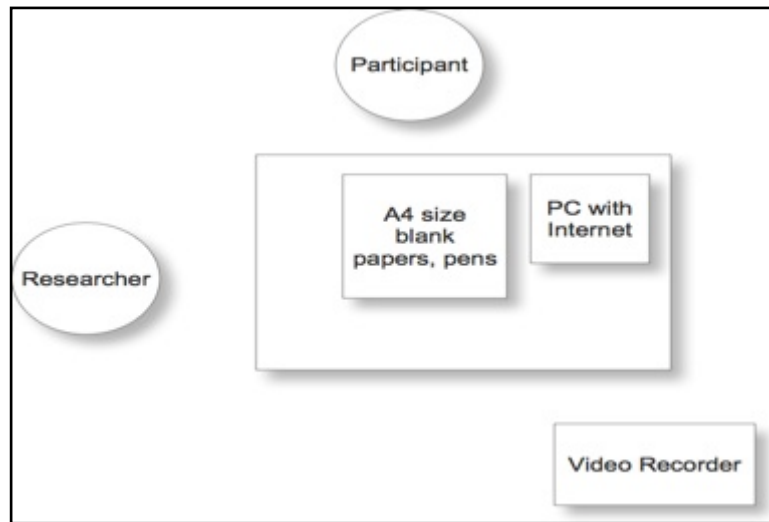 Participant
A4 size
blank
papers, pens
PC with
Internet
Researcher
Video Recorder